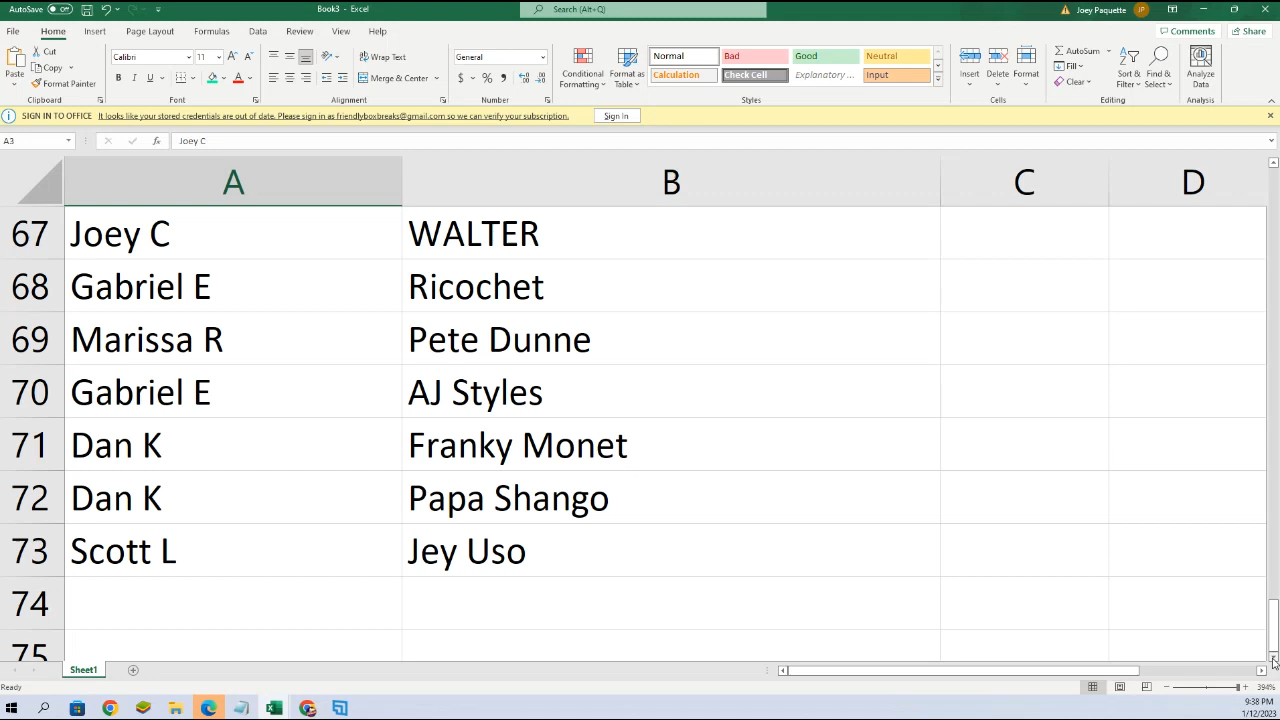 AutoSave Off
Book3 - Excel
Search (Alt+Q)
Joey Paquette JP
File Home Insert Page Layout Formulas Data Review View Help
Comments Share
Paste
Cut
Copy
Format Painter
Clipboard
Calibri 11
B I U
Font
Wrap Text
Merge & Center
Alignment
General
$ % ,
Number
Conditional Formatting
Format as Table
Normal Bad Good Neutral
Calculation Check Cell Explanatory ... Input
Styles
Insert Delete Format
Cells
AutoSum
Fill
Clear
Sort & Filter
Find & Select
Editing
Analyze Data
Analysis
SIGN IN TO OFFICE It looks like your stored credentials are out of date. Please sign in as friendlyboxbreaks@gmail.com so we can verify your subscription. Sign In
A3 fx Joey C
A B C D
67 Joey C WALTER
68 Gabriel E Ricochet
69 Marissa R Pete Dunne
70 Gabriel E AJ Styles
71 Dan K Franky Monet
72 Dan K Papa Shango
73 Scott L Jey Uso
74
75
Sheet1
Ready
394%
9:38 PM
1/12/2023